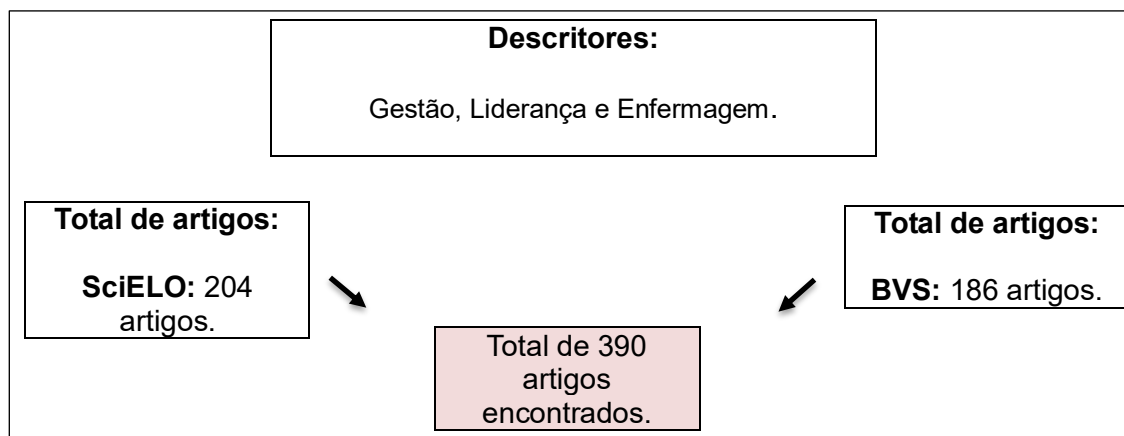 Descritores:
Gestão, Liderança e Enfermagem.
Total de artigos:
SciELO: 204
artigos.
Total de artigos:
BVS: 186 artigos.
Total de 390
artigos
encontrados.